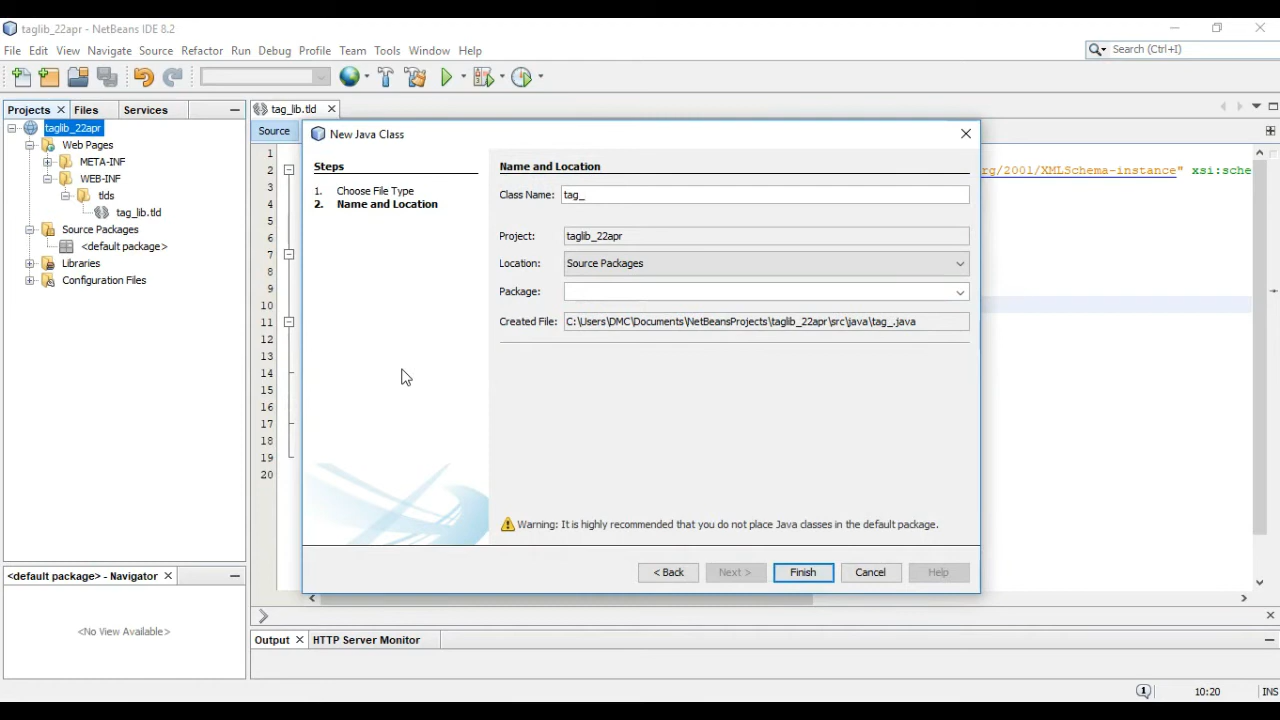 taglib_22apr - NetBeans IDE 8.2
File Edit View Navigate Source Refactor Run Debug Profile Team Tools Window Help
Search (Ctrl+I)
Projects Files Services
tag_lib.tld
taglib_22apr
Web Pages
META-INF
WEB-INF
tlds
tag_lib.tld
Source Packages
<default package>
Libraries
Configuration Files
Source
1
2
3
4
5
6
7
8
9
10
11
12
13
14
15
16
17
18
19
20
rg/2001/XMLSchema-instance" xsi:sche
New Java Class
Steps
1. Choose File Type
2. Name and Location
Name and Location
Class Name: tag_
Project: taglib_22apr
Location: Source Packages
Package:
Created File: C:\Users\DMC\Documents\NetBeansProjects\taglib_22apr\src\java\tag_.java
Warning: It is highly recommended that you do not place Java classes in the default package.
< Back Next > Finish Cancel Help
<default package> - Navigator
<No View Available>
Output HTTP Server Monitor
1 10:20 INS